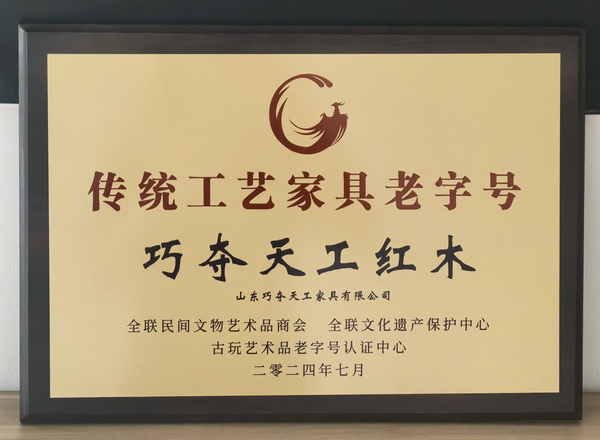 传统工艺家具老字号
巧夺天工红木
山东巧夺天工家具有限公司
全联民间文物艺术品商会 全联文化遗产保护中心
古玩艺术品老字号认证中心
二零二四年七月